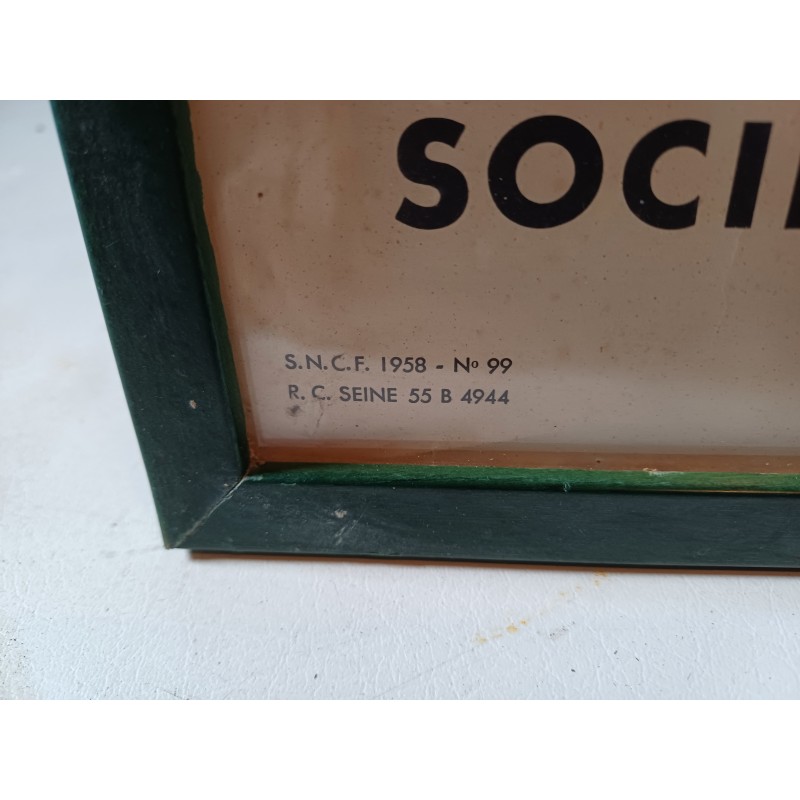 SOCI
S.N.C.F. 1958 - Nº 99
R. C. SEINE 55 B 4944